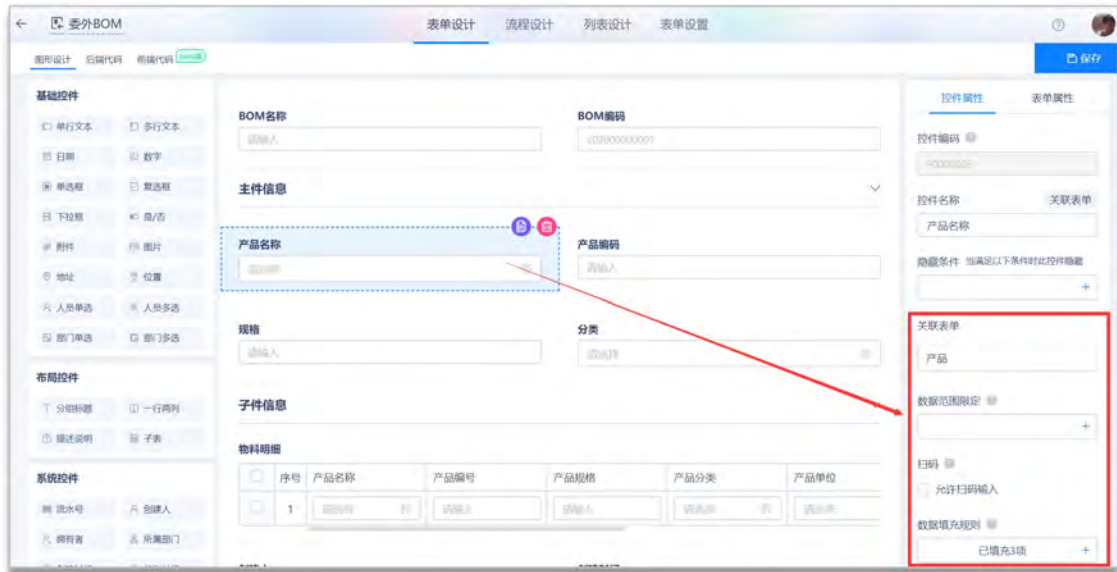 委外BOM 表单设计 流程设计 列表设计 表单设置
图形设计 后端代码 前端代码
保存
基础控件
单行文本 多行文本
日期 数字
单选框 复选框
下拉框 是/否
附件 图片
地址 位置
人员单选 人员多选
部门单选 部门多选
布局控件
分组标题 一行两列
描述说明 子表
系统控件
流水号 创建人
拥有者 所属部门
BOM名称 BOM编码
请输入
主件信息
产品名称 产品编码
请输入
规格 分类
请输入 请选择
子件信息
物料明细
序号 产品名称 产品编号 产品规格 产品分类 产品单位
1 请输入 请输入
控件属性 表单属性
控件编码
控件名称 关联表单
产品名称
隐藏条件 当满足以下条件时此控件隐藏
+
关联表单
产品
数据范围限定
+
扫码
允许扫码输入
数据填充规则
已填充3项 +